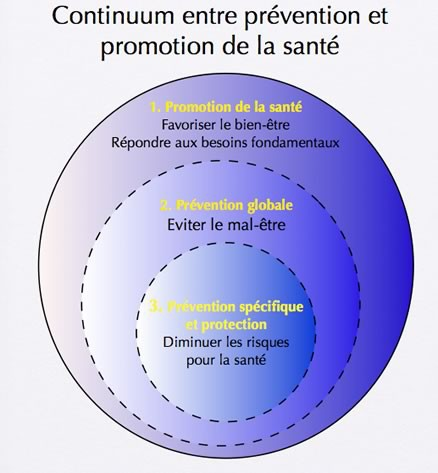 Continuum entre prévention et
promotion de la santé
1. Promotion de la santé
Favoriser le bien-être
Répondre aux besoins fondamentaux
2. Prévention globale
Eviter le mal-être
3. Prévention spécifique
et protection
Diminuer les risques
pour la santé